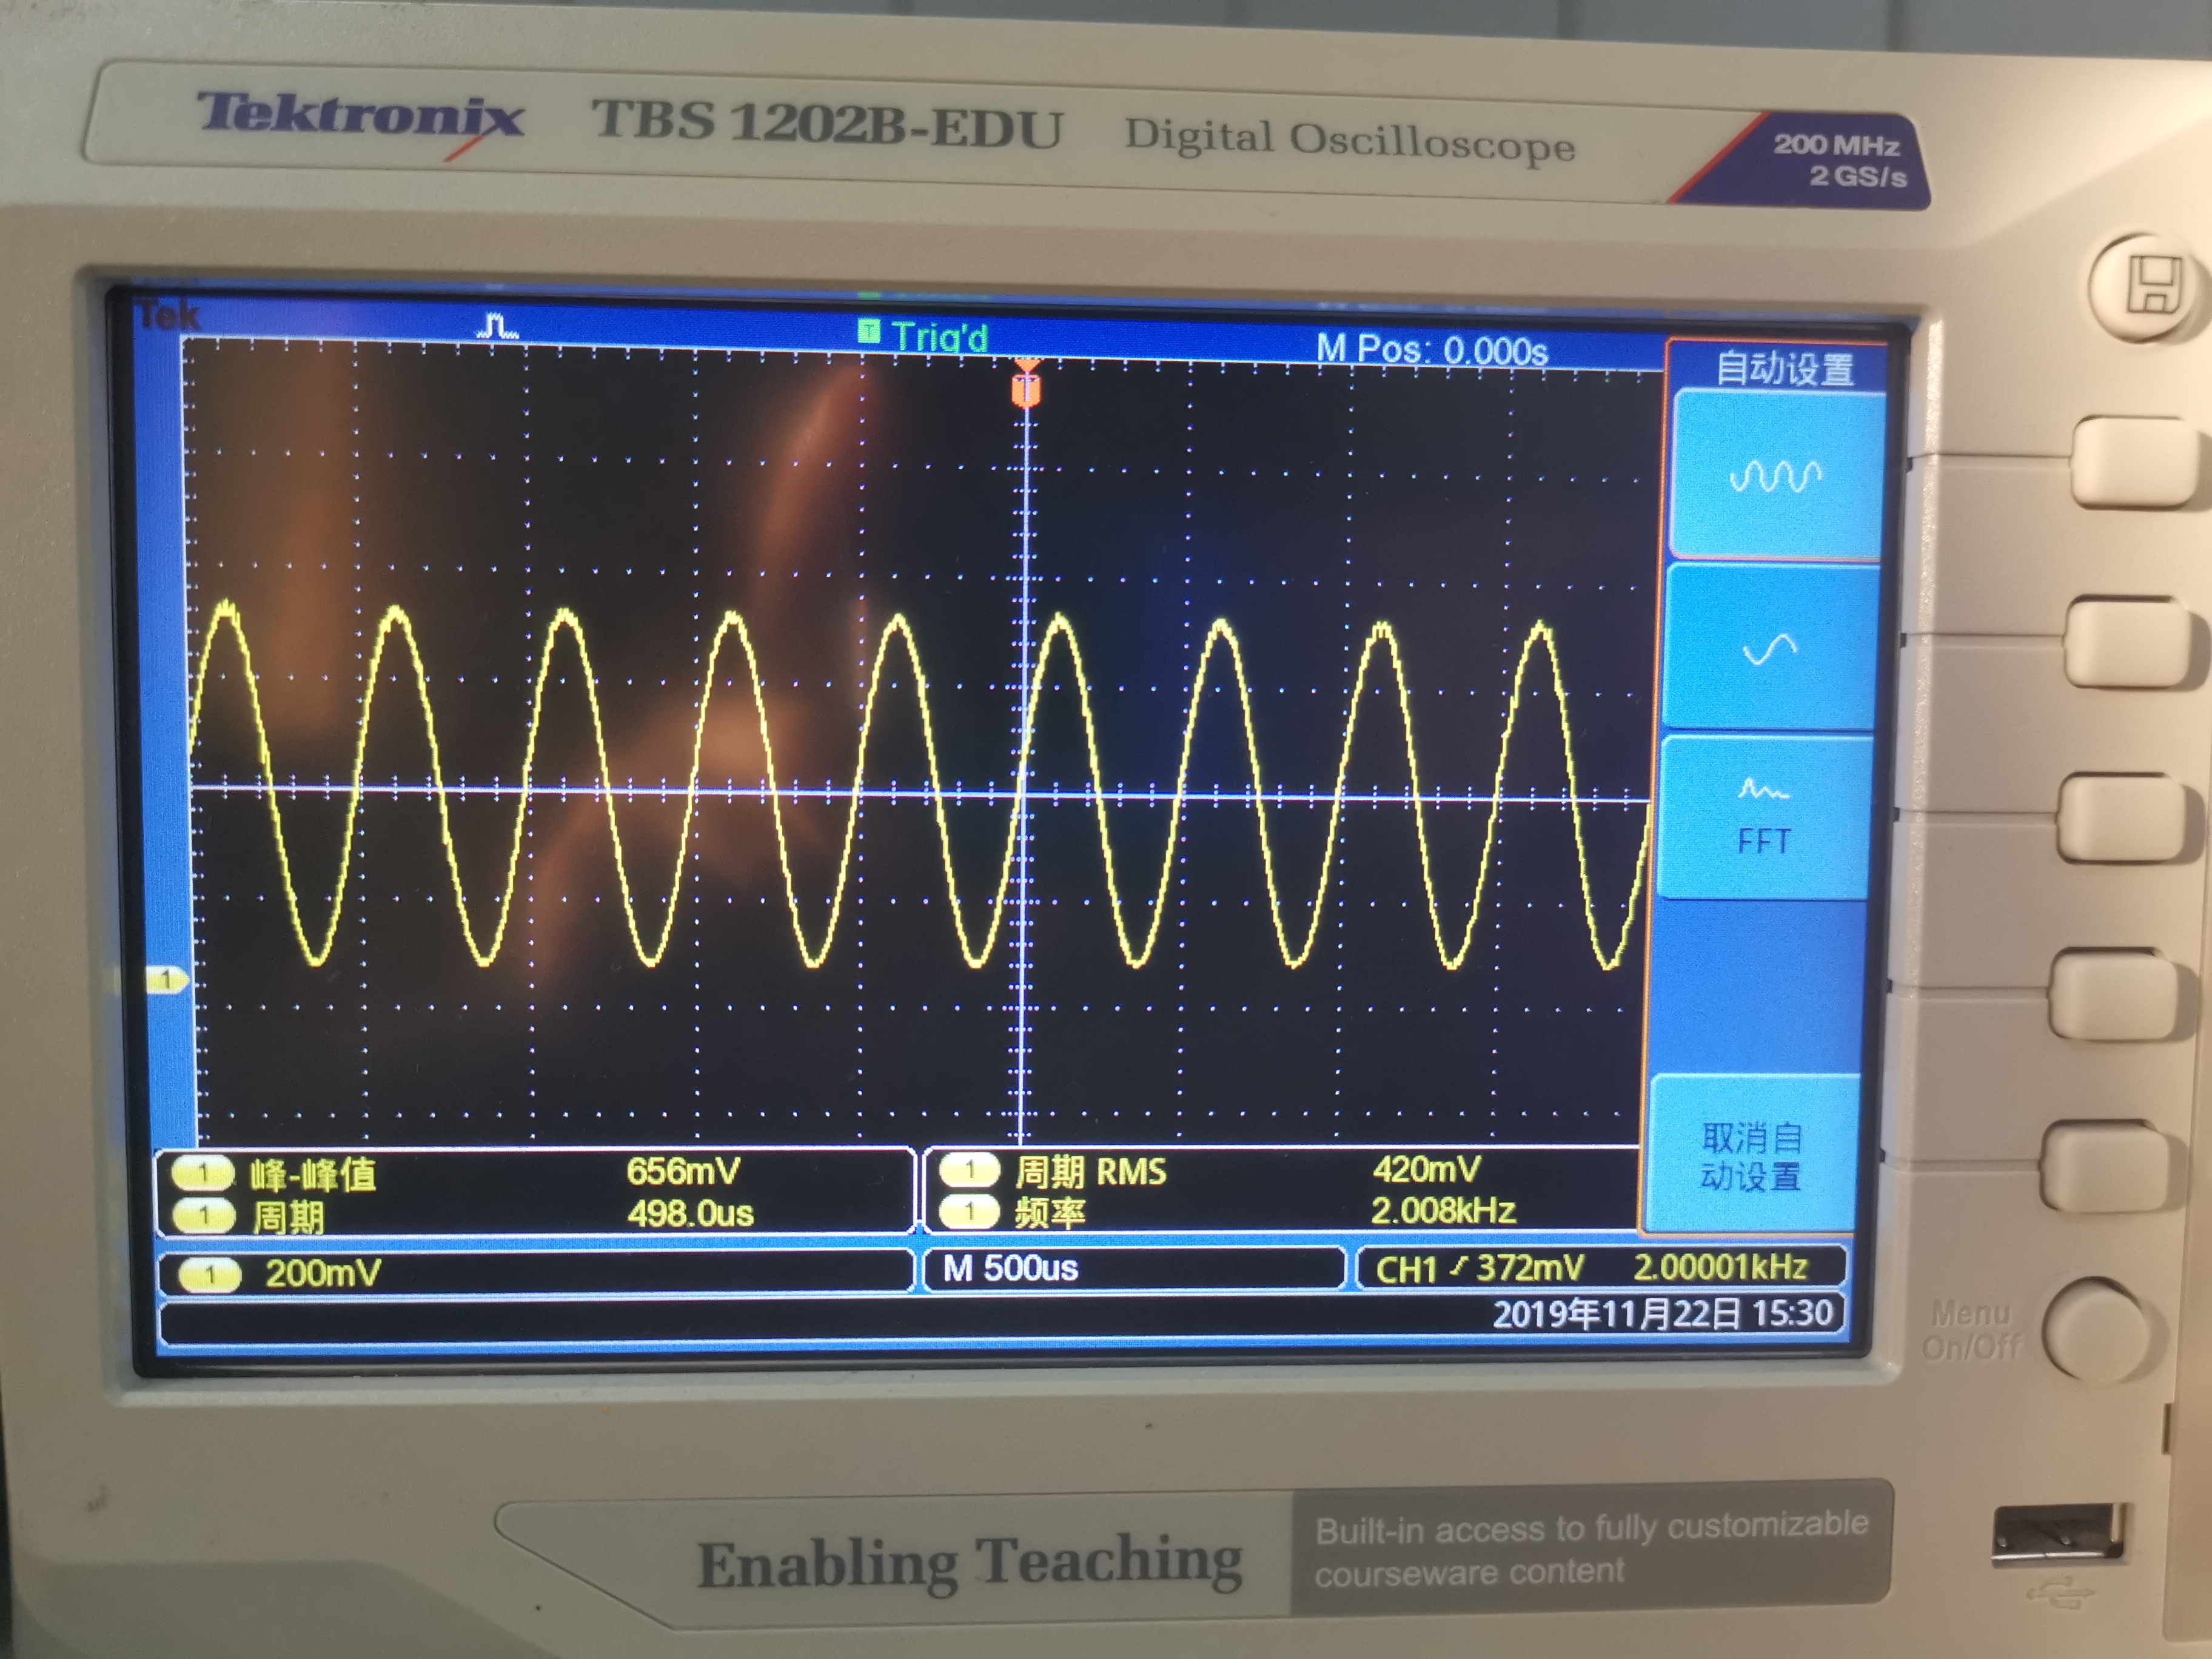 Tektronix TBS 1202B-EDU Digital Oscilloscope
200 MHz
2 GS/s
Tek
T Trig'd
M Pos: 0.000s
自动设置
T
FFT
1
取消自
动设置
1 峰-峰值 656mV
1 周期 498.0us
1 周期 RMS 420mV
1 频率 2.008kHz
1 200mV
M 500us
CH1 372mV 2.00001kHz
2019年11月22日 15:30
Menu
On/Off
Enabling Teaching
Built-in access to fully customizable
courseware content